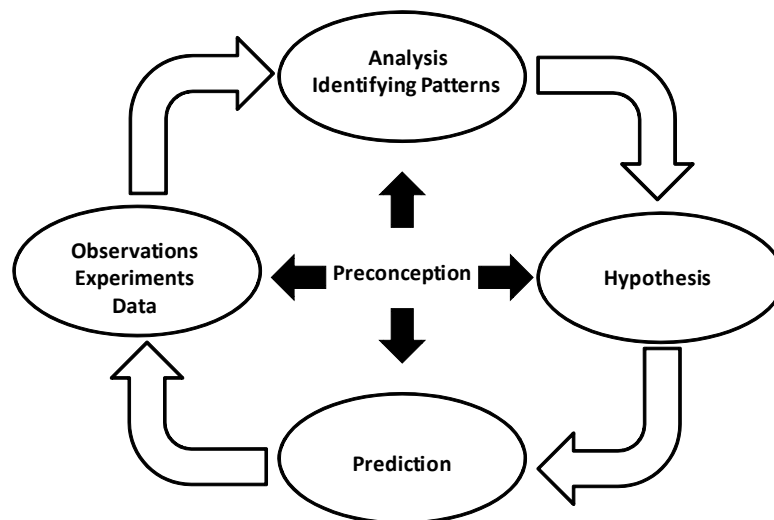 Analysis
Identifying Patterns
Observations
Experiments
Data
Preconception
Hypothesis
Prediction